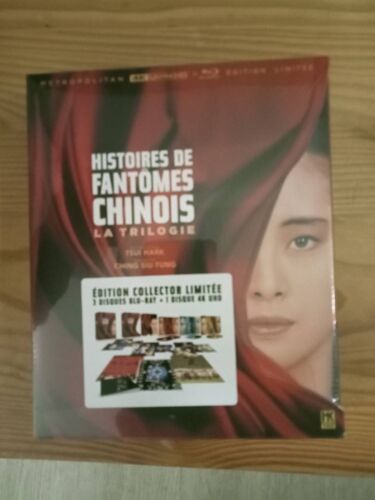 METROPOLITAN 4K ULTRA HD + Blu-ray ÉDITION LIMITÉE
HISTOIRES DE
FANTÔMES
CHINOIS
LA TRILOGIE
TSUI HARK
CHING SIU TUNG
ÉDITION COLLECTOR LIMITÉE
3 DISQUES BLU-RAY + 1 DISQUE 4K UHD
HK